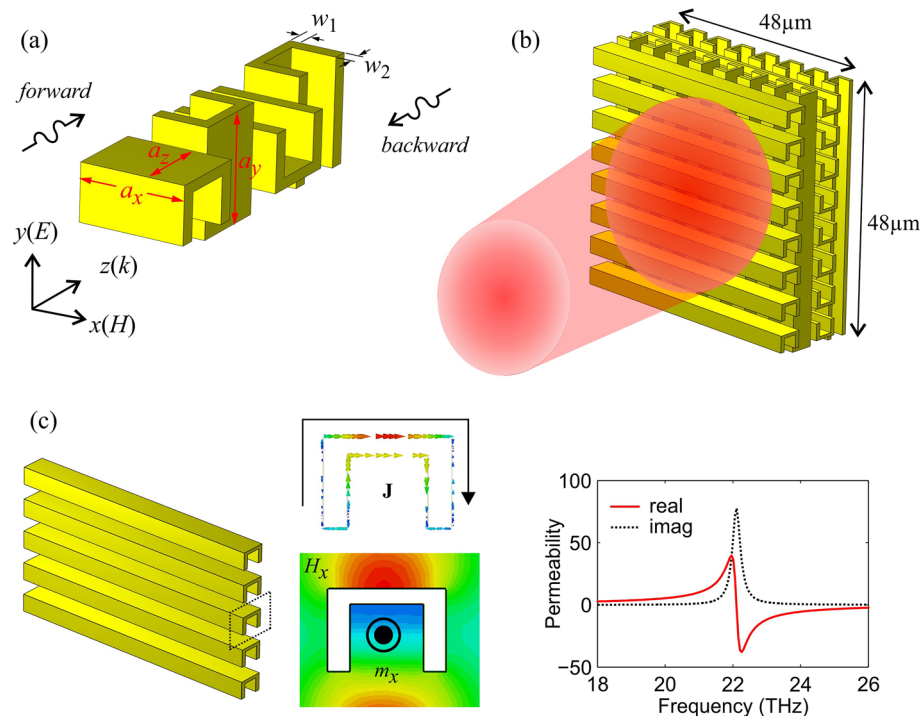 (a)
w1
w2
forward
backward
az
ax
ay
y(E)
z(k)
x(H)
(b)
48μm
48μm
(c)
J
Hx
mx
100
50
0
−50
Permeability
real
imag
18
20
22
24
26
Frequency (THz)